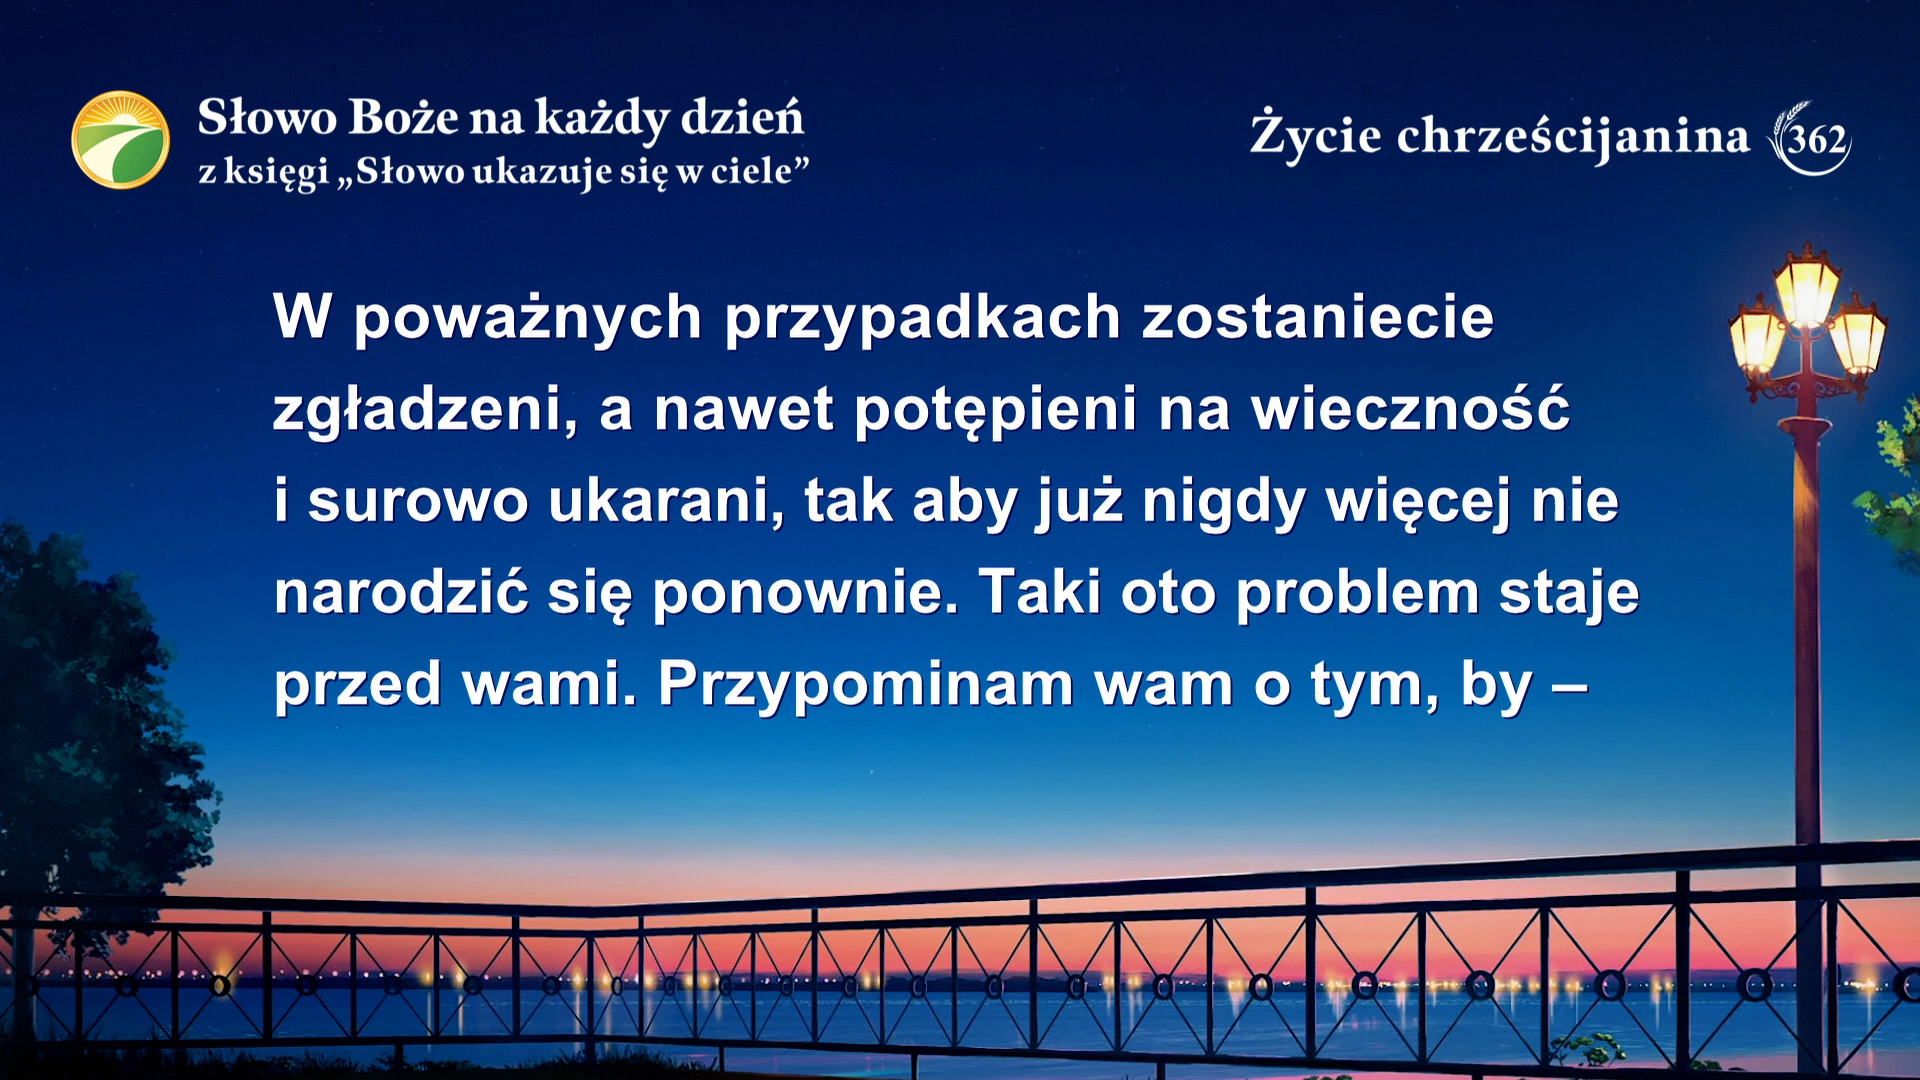 Słowo Boże na każdy dzień
z księgi „Słowo ukazuje się w ciele”
Życie chrześcijanina 362
W poważnych przypadkach zostaniecie
zgładzeni, a nawet potępieni na wieczność
i surowo ukarani, tak aby już nigdy więcej nie
narodzić się ponownie. Taki oto problem staje
przed wami. Przypominam wam o tym, by –